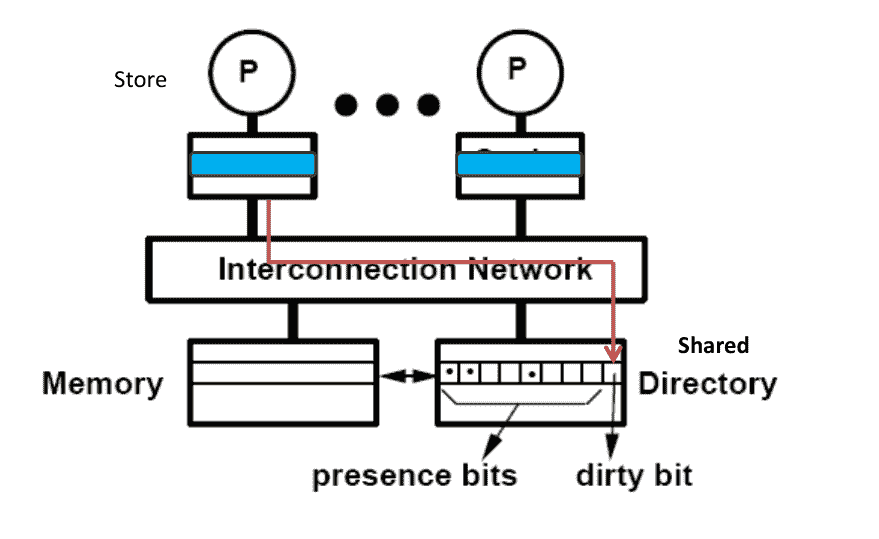 Store
P
P
Interconnection Network
Shared
Memory
Directory
presence bits
dirty bit